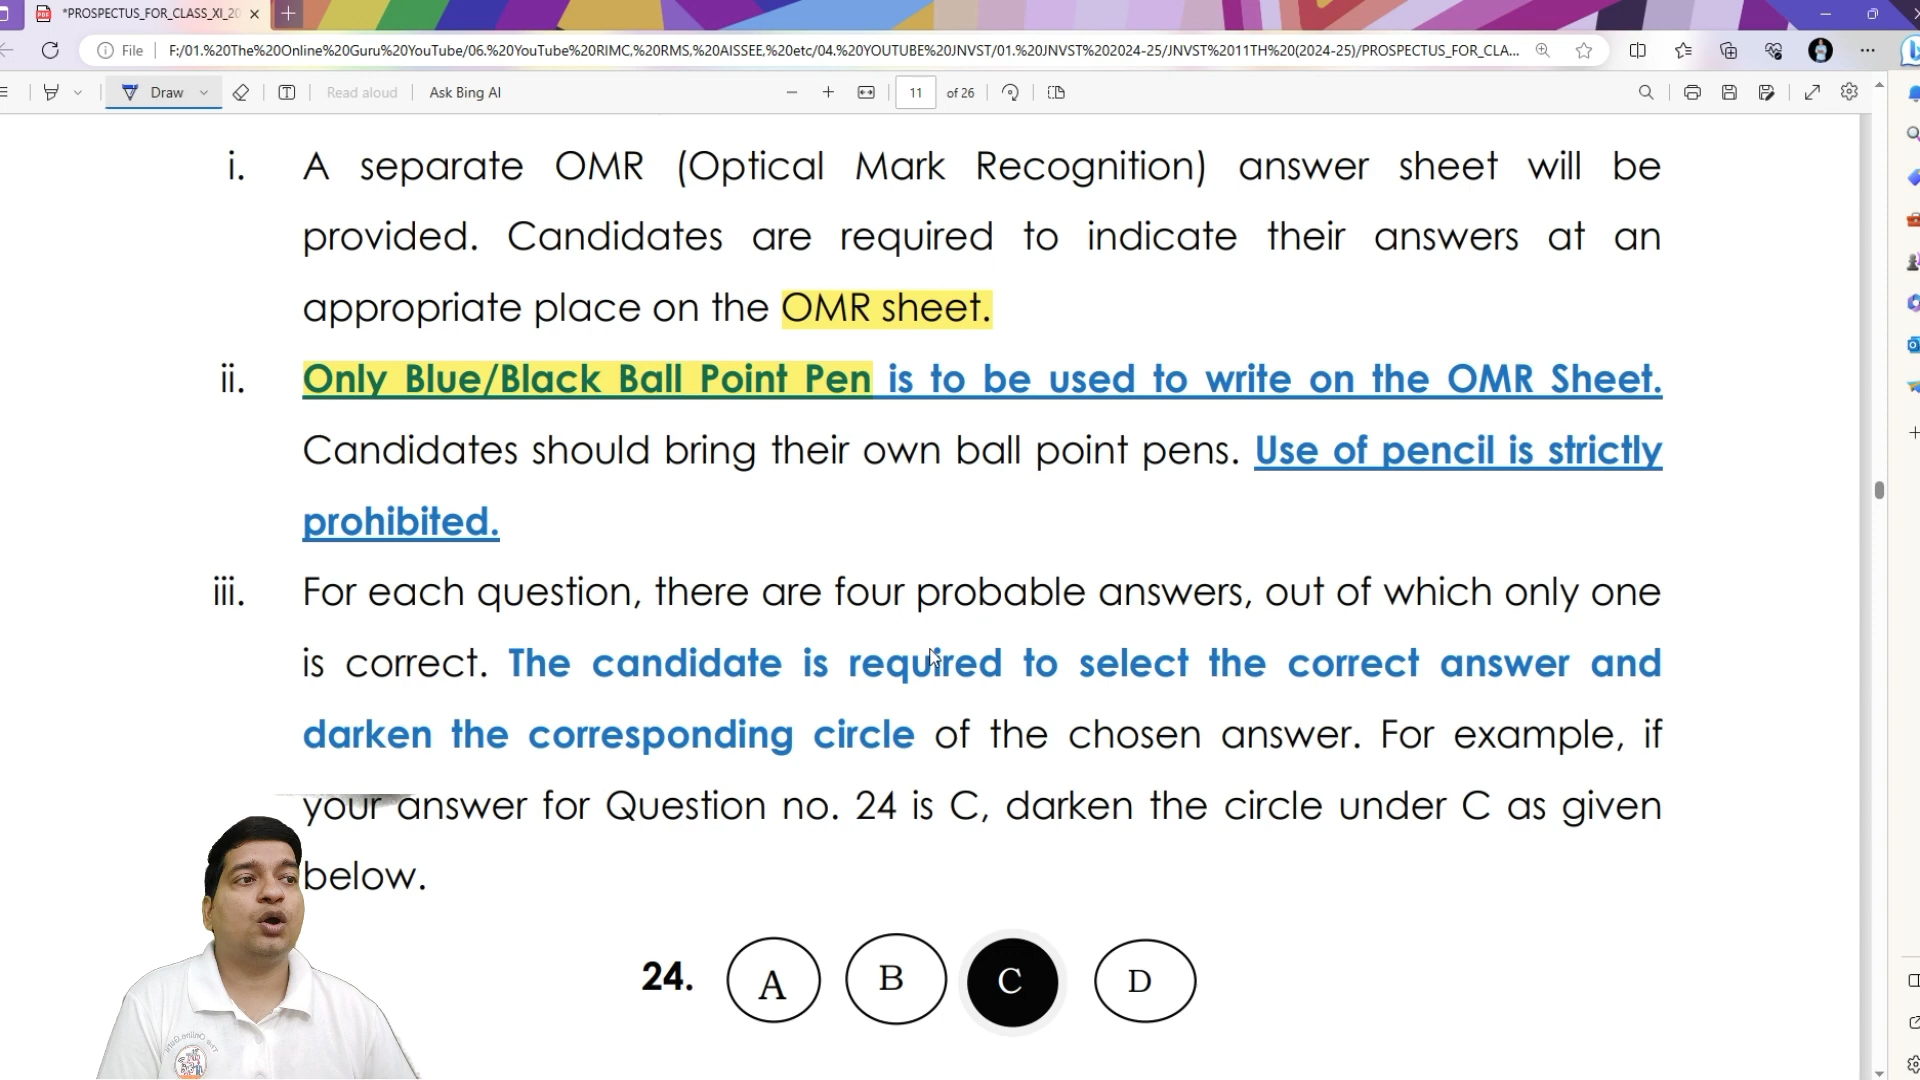 *PROSPECTUS_FOR_CLASS_XI_20
File
F:/01.%20The%20Online%20Guru%20YouTube/06.%20YouTube%20RIMC,%20RMS,%20AISSEE,%20etc/04.%20YOUTUBE%20JNVST/01.%20JNVST%202024-25/JNVST%2011TH%20(2024-25)/PROSPECTUS_FOR_CLA...
Draw
Read aloud
Ask Bing AI
11 of 26
i. A separate OMR (Optical Mark Recognition) answer sheet will be
provided. Candidates are required to indicate their answers at an
appropriate place on the OMR sheet.
ii. Only Blue/Black Ball Point Pen is to be used to write on the OMR Sheet.
Candidates should bring their own ball point pens. Use of pencil is strictly
prohibited.
iii. For each question, there are four probable answers, out of which only one
is correct. The candidate is required to select the correct answer and
darken the corresponding circle of the chosen answer. For example, if
your answer for Question no. 24 is C, darken the circle under C as given
below.
24. A B C D